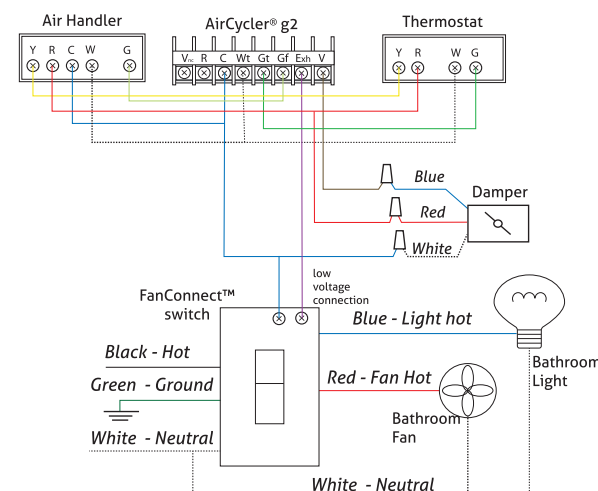 Air Handler
AirCycler® g2
Thermostat
Y R C W G
Vnc R C Wt Gt Gf Exh V
Y R W G
Blue
Damper
Red
White
low
voltage
connection
FanConnect™
switch
Blue - Light hot
Black - Hot
Bathroom
Light
Red - Fan Hot
Green - Ground
Bathroom
Fan
White - Neutral
White - Neutral